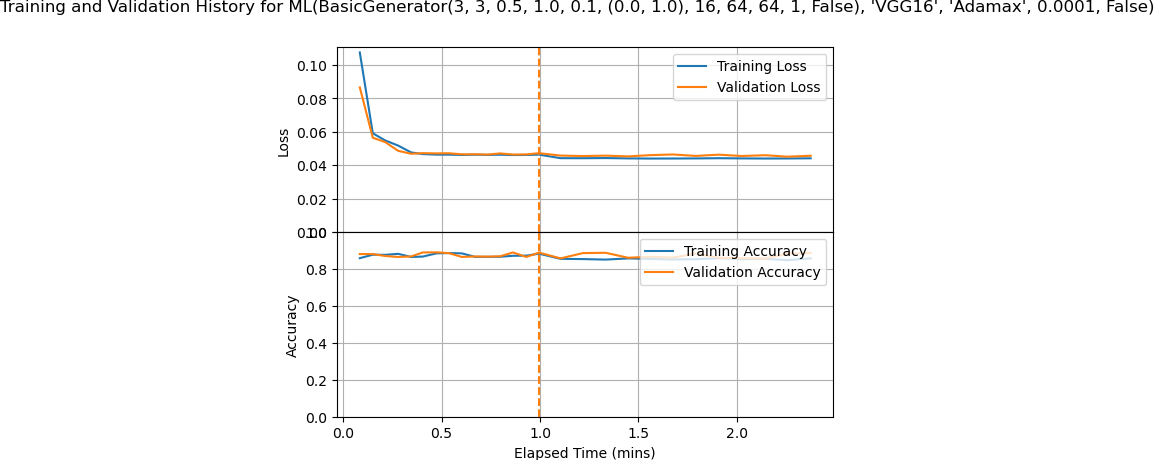 Training and Validation History for ML(BasicGenerator(3, 3, 0.5, 1.0, 0.1, (0.0, 1.0), 16, 64, 64, 1, False), 'VGG16', 'Adamax', 0.0001, False)
0.10
0.08
0.06
0.04
0.02
0.00
Loss
Training Loss
Validation Loss
1.0
0.8
0.6
0.4
0.2
0.0
Accuracy
Training Accuracy
Validation Accuracy
0.0 0.5 1.0 1.5 2.0
Elapsed Time (mins)